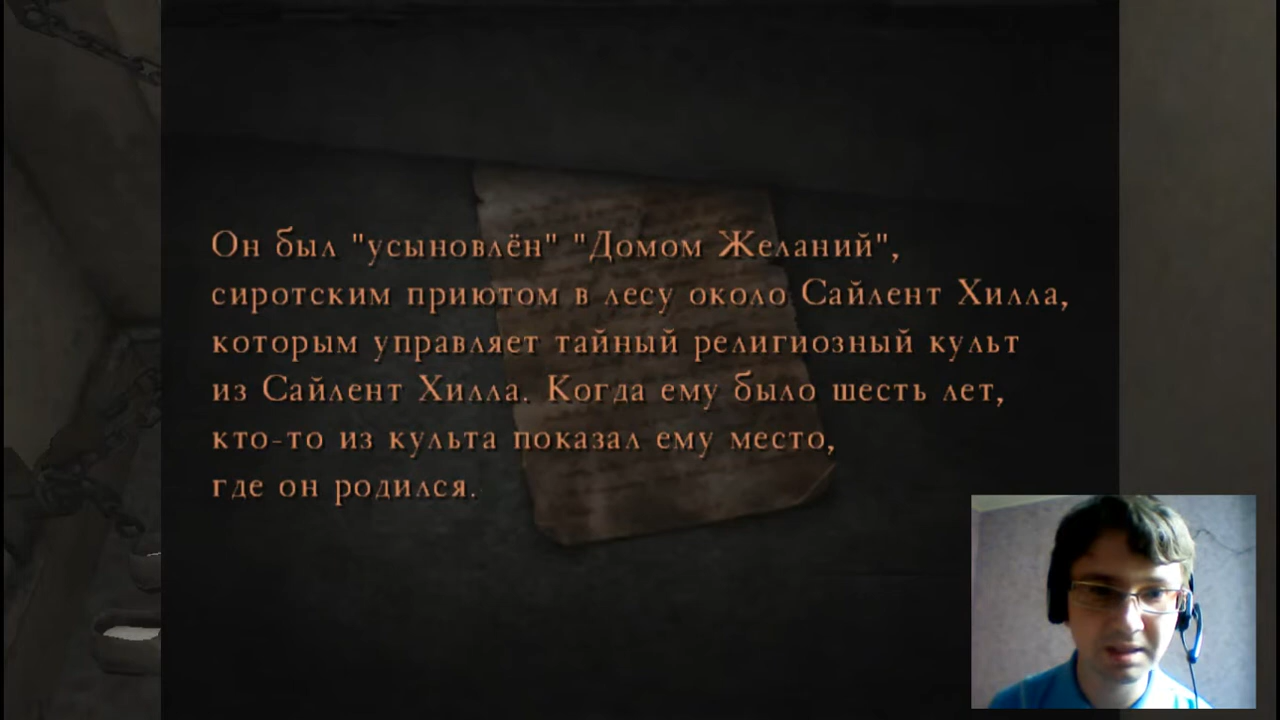 Он был "усыновлён" "Домом Желаний",
сиротским приютом в лесу около Сайлент Хилла,
которым управляет тайный религиозный культ
из Сайлент Хилла. Когда ему было шесть лет,
кто-то из культа показал ему место,
где он родился.